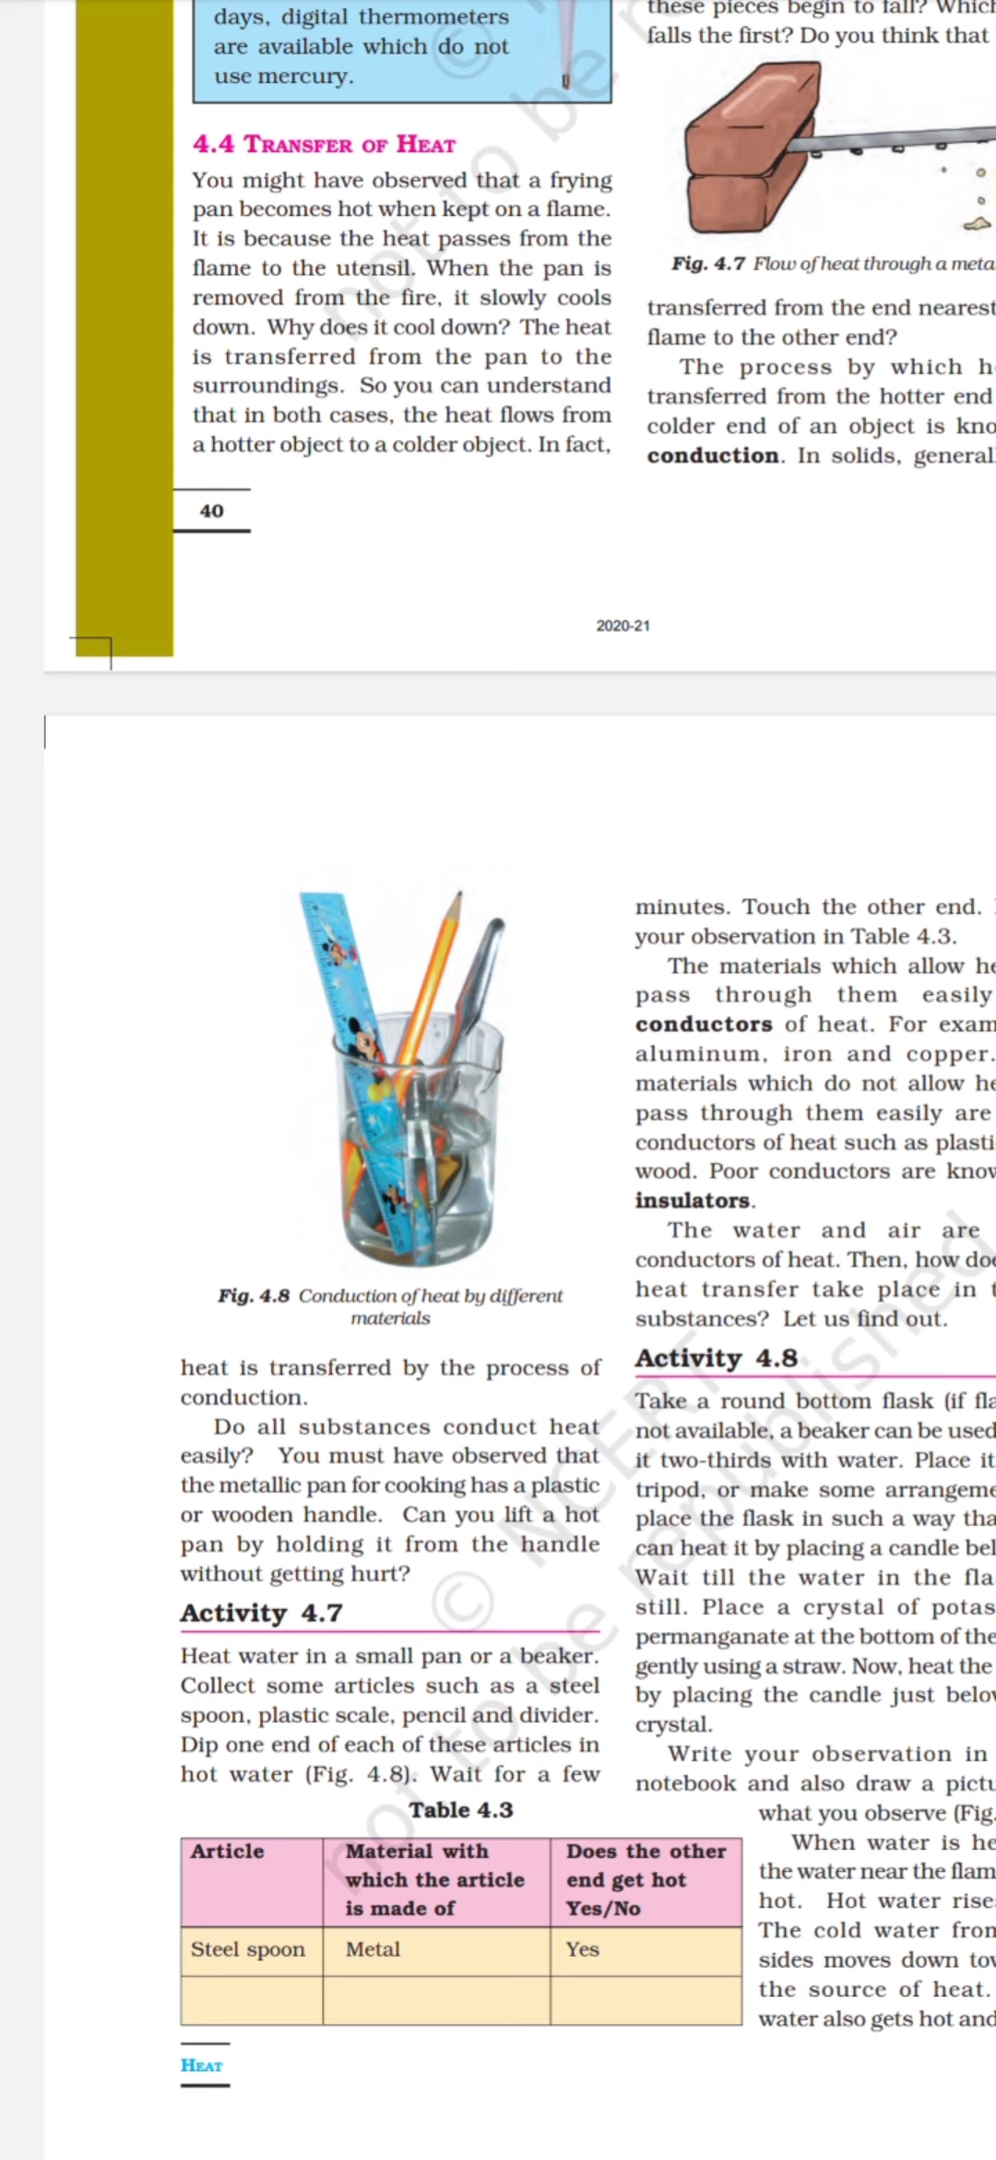 days, digital thermometers
are available which do not
use mercury.
4.4 TRANSFER OF HEAT
You might have observed that a frying
pan becomes hot when kept on a flame.
It is because the heat passes from the
flame to the utensil. When the pan is
removed from the fire, it slowly cools
down. Why does it cool down? The heat
is transferred from the pan to the
surroundings. So you can understand
that in both cases, the heat flows from
a hotter object to a colder object. In fact,
40
these pieces begin to fall? Which
falls the first? Do you think that
Fig. 4.7 Flow of heat through a meta
transferred from the end nearest
flame to the other end?
The process by which h
transferred from the hotter end
colder end of an object is kno
conduction. In solids, general
2020-21
Fig. 4.8 Conduction of heat by different
materials
heat is transferred by the process of
conduction.
Do all substances conduct heat
easily? You must have observed that
the metallic pan for cooking has a plastic
or wooden handle. Can you lift a hot
pan by holding it from the handle
without getting hurt?
Activity 4.7
Heat water in a small pan or a beaker.
Collect some articles such as a steel
spoon, plastic scale, pencil and divider.
Dip one end of each of these articles in
hot water (Fig. 4.8). Wait for a few
minutes. Touch the other end.
your observation in Table 4.3.
The materials which allow he
pass through them easily
conductors of heat. For exam
aluminum, iron and copper.
materials which do not allow he
pass through them easily are
conductors of heat such as plasti
wood. Poor conductors are know
insulators.
The water and air are
conductors of heat. Then, how doe
heat transfer take place in t
substances? Let us find out.
Activity 4.8
Take a round bottom flask (if fla
not available, a beaker can be used
it two-thirds with water. Place it
tripod, or make some arrangeme
place the flask in such a way tha
can heat it by placing a candle bel
Wait till the water in the fla
still. Place a crystal of potas
permanganate at the bottom of the
gently using a straw. Now, heat the
by placing the candle just belov
crystal.
Write your observation in
notebook and also draw a pictu
what you observe (Fig.
When water is he
the water near the flam
hot. Hot water rise
The cold water from
sides moves down tow
the source of heat.
water also gets hot and
Table 4.3
Article Material with which the article is made of Does the other end get hot Yes/No
Steel spoon Metal Yes
HEAT
© NCERT
not to be republished